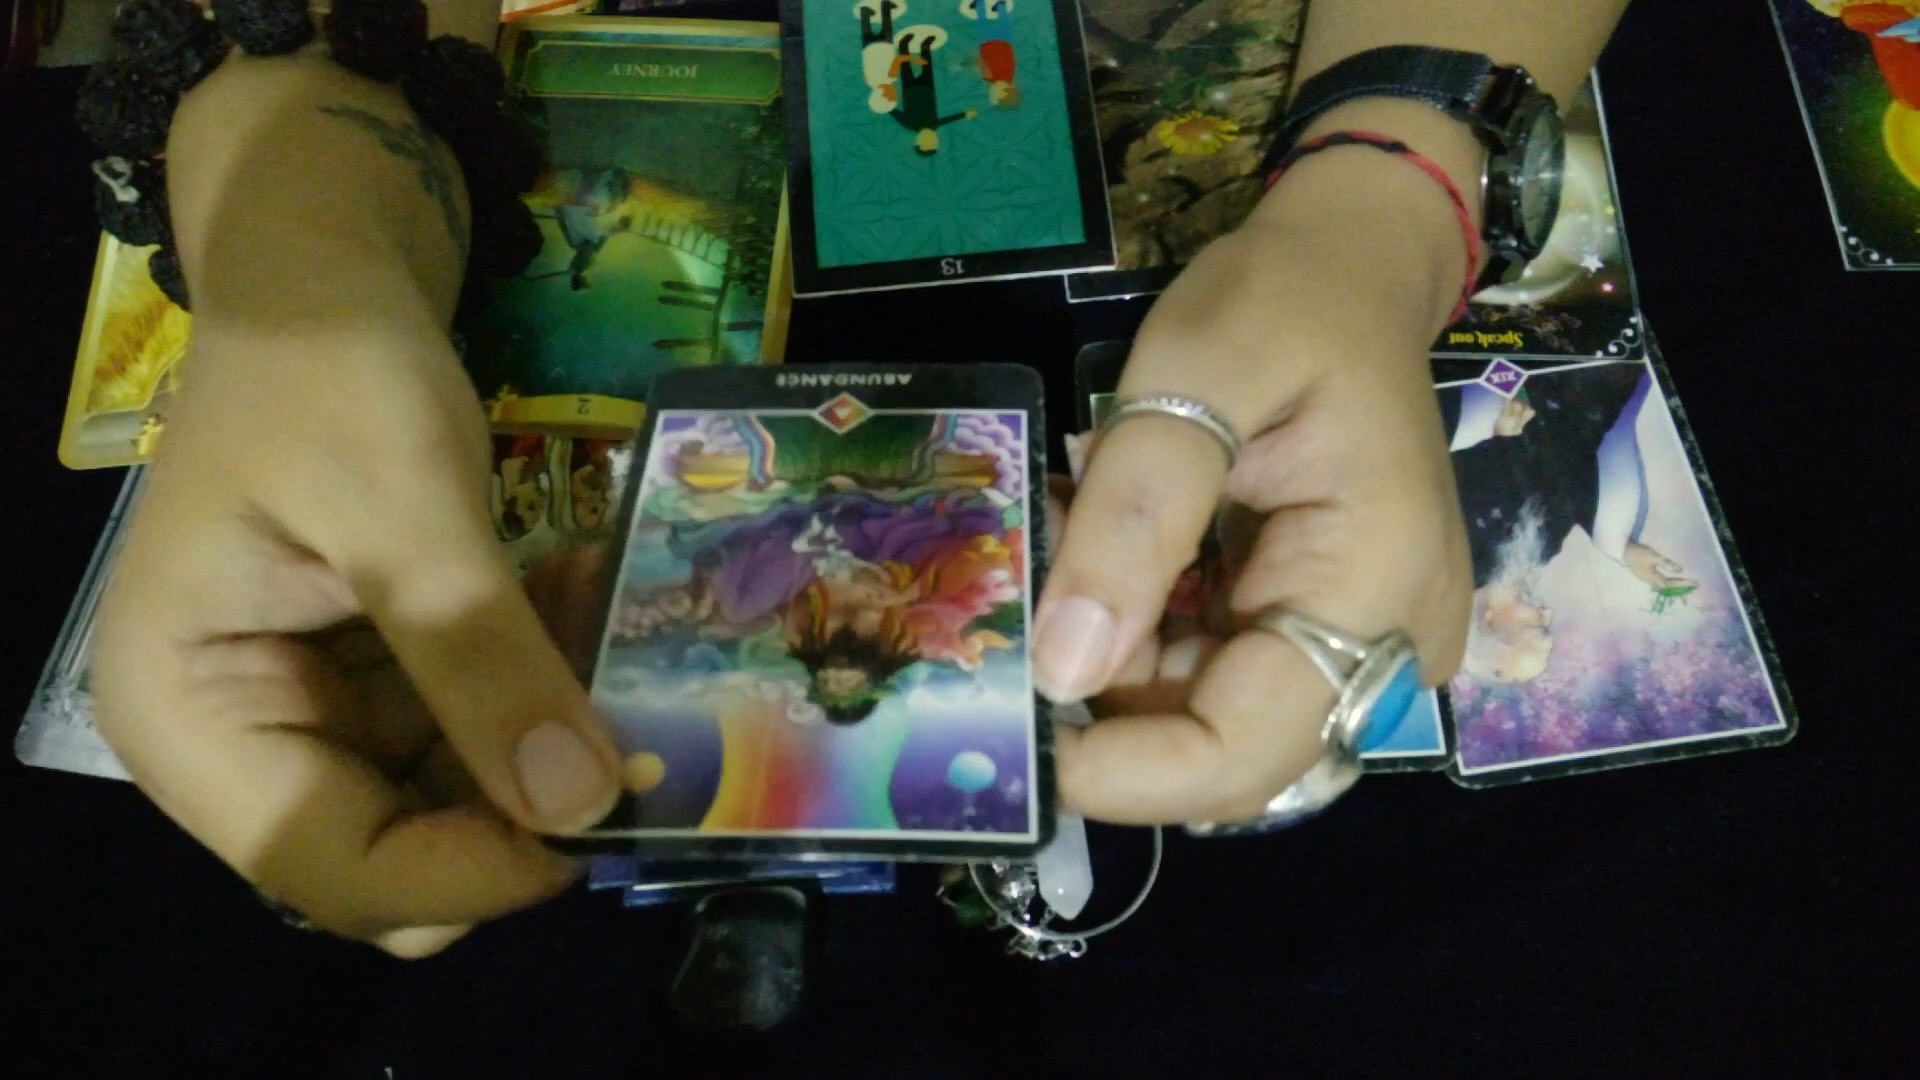 JOURNEY
13
Speak out
XIX
2
ABUNDANCE